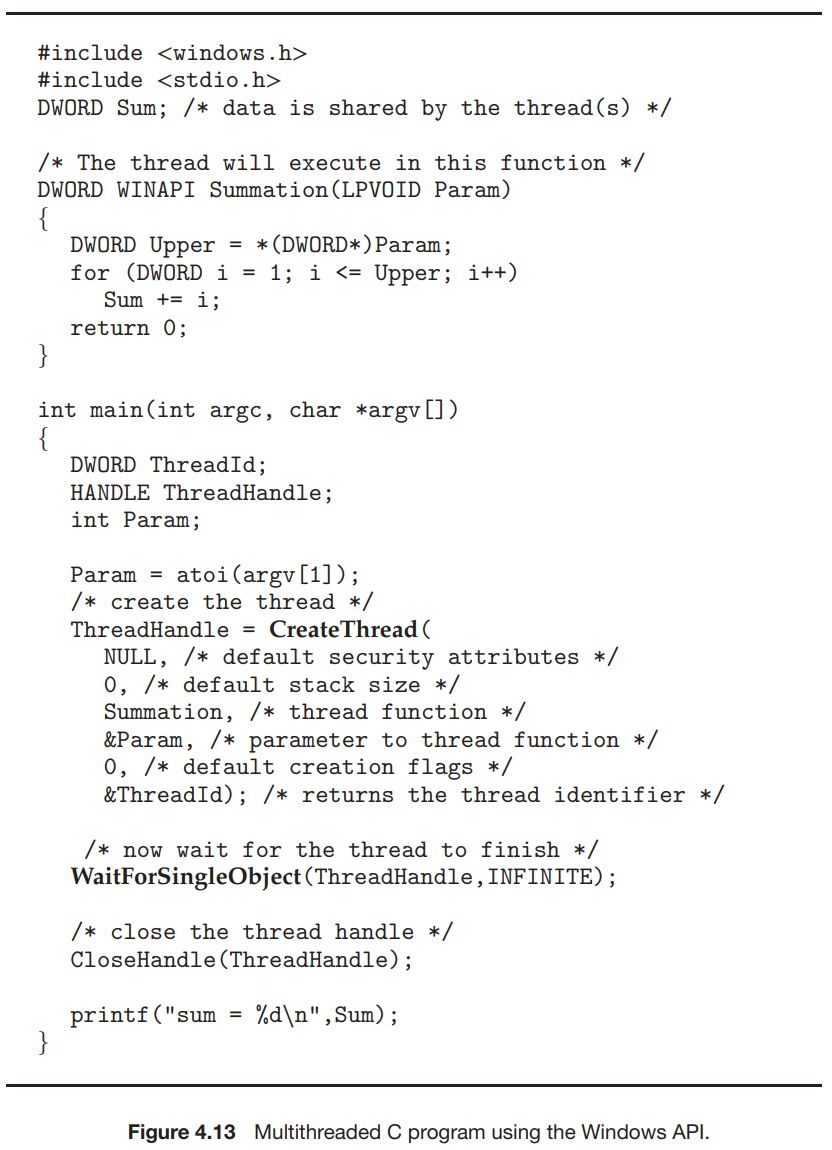 #include <windows.h>
#include <stdio.h>
DWORD Sum; /* data is shared by the thread(s) */
/* The thread will execute in this function */
DWORD WINAPI Summation(LPVOID Param)
{
DWORD Upper = *(DWORD*)Param;
for (DWORD i = 1; i <= Upper; i++)
Sum += i;
return 0;
}
int main(int argc, char *argv[])
{
DWORD ThreadId;
HANDLE ThreadHandle;
int Param;
Param = atoi(argv[1]);
/* create the thread */
ThreadHandle = CreateThread(
NULL, /* default security attributes */
0, /* default stack size */
Summation, /* thread function */
&Param, /* parameter to thread function */
0, /* default creation flags */
&ThreadId); /* returns the thread identifier */
/* now wait for the thread to finish */
WaitForSingleObject(ThreadHandle,INFINITE);
/* close the thread handle */
CloseHandle(ThreadHandle);
printf("sum = %d\n",Sum);
}
Figure 4.13 Multithreaded C program using the Windows API.